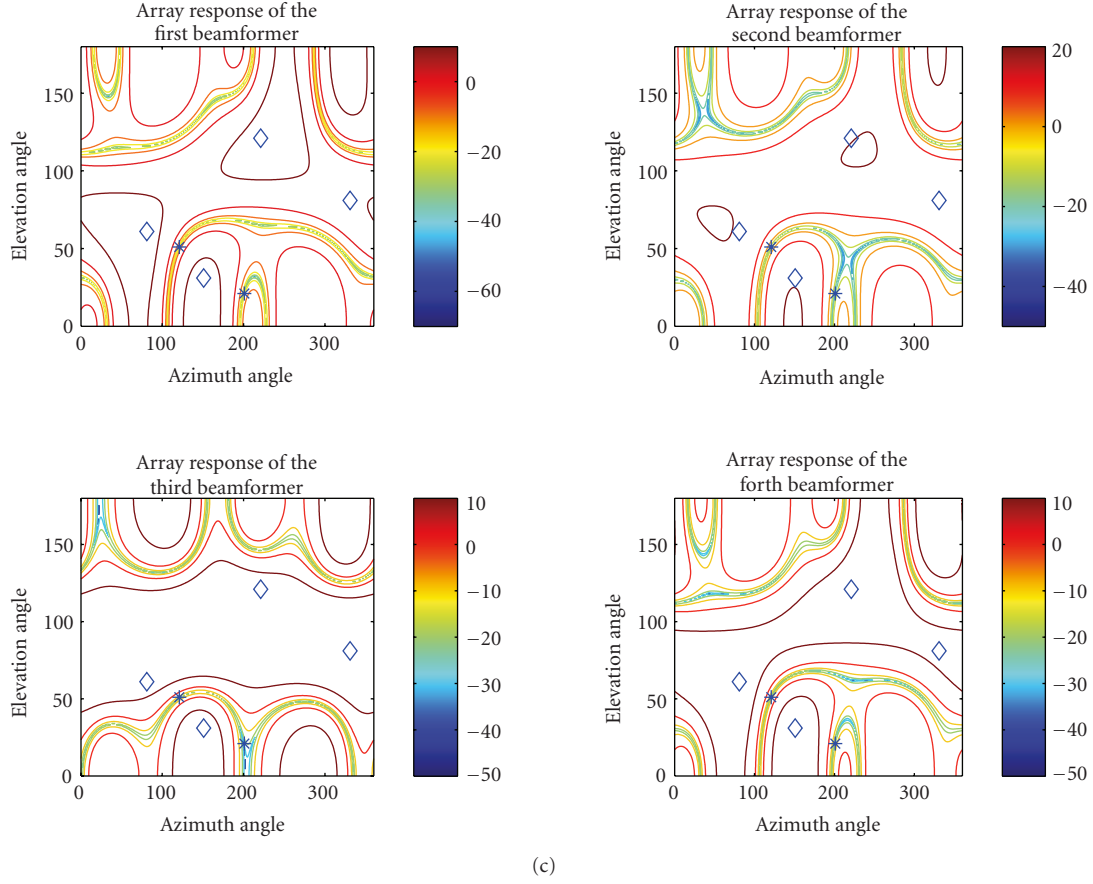 Array response of the
first beamformer
Elevation angle
150
100
50
0
0 100 200 300
Azimuth angle
0
−20
−40
−60
Array response of the
second beamformer
Elevation angle
150
100
50
0
0 100 200 300
Azimuth angle
20
0
−20
−40
Array response of the
third beamformer
Elevation angle
150
100
50
0
0 100 200 300
Azimuth angle
10
0
−10
−20
−30
−40
−50
Array response of the
forth beamformer
Elevation angle
150
100
50
0
0 100 200 300
Azimuth angle
10
0
−10
−20
−30
−40
−50
(c)